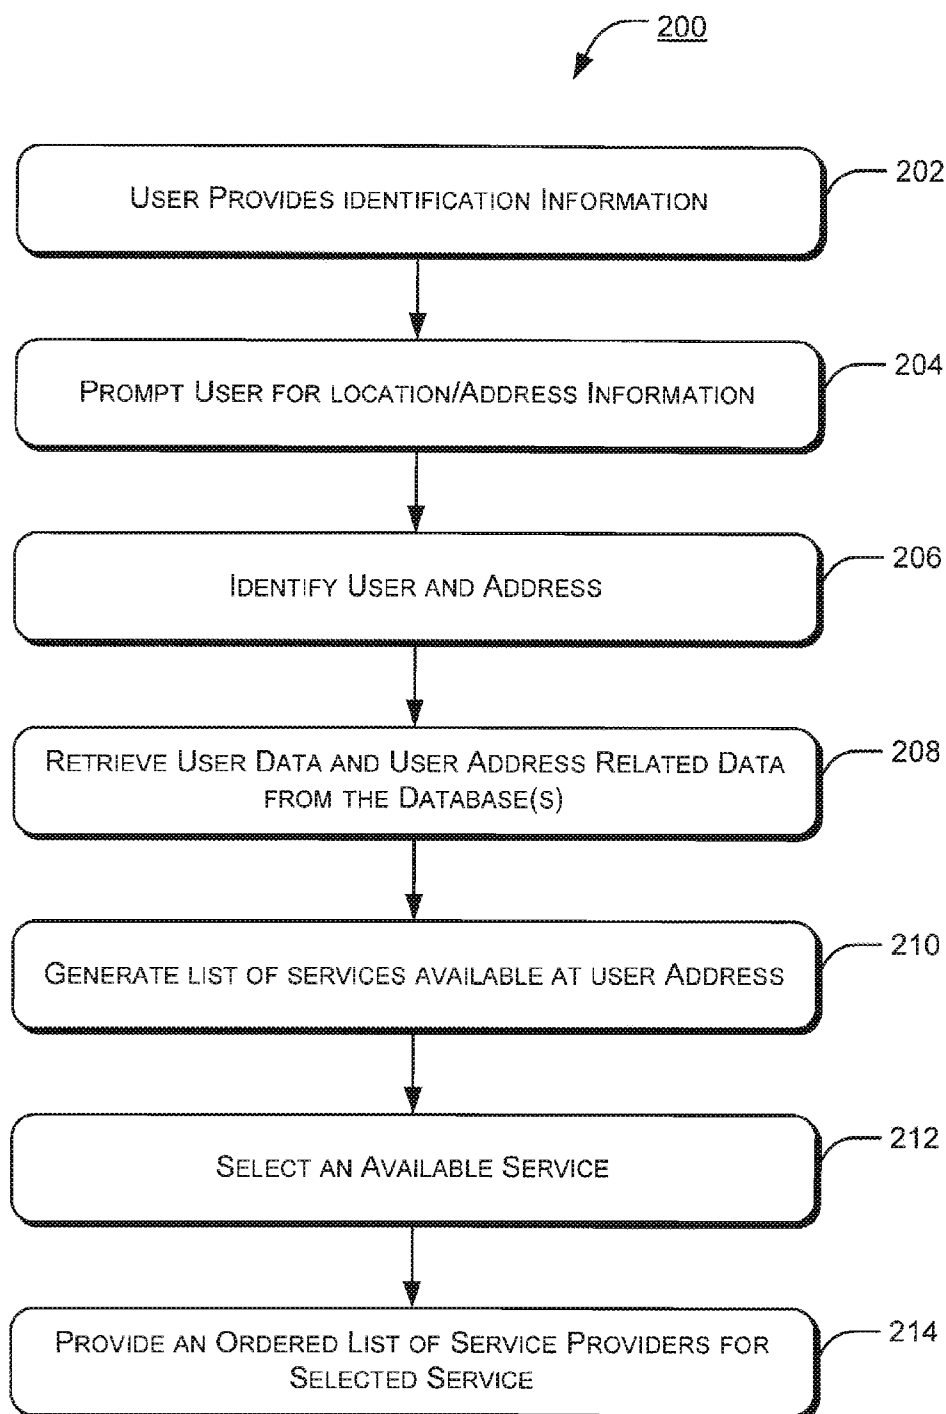 200
USER PROVIDES IDENTIFICATION INFORMATION
202
PROMPT USER FOR LOCATION/ADDRESS INFORMATION
204
IDENTIFY USER AND ADDRESS
206
RETRIEVE USER DATA AND USER ADDRESS RELATED DATA
FROM THE DATABASE(S)
208
GENERATE LIST OF SERVICES AVAILABLE AT USER ADDRESS
210
SELECT AN AVAILABLE SERVICE
212
PROVIDE AN ORDERED LIST OF SERVICE PROVIDERS FOR
SELECTED SERVICE
214